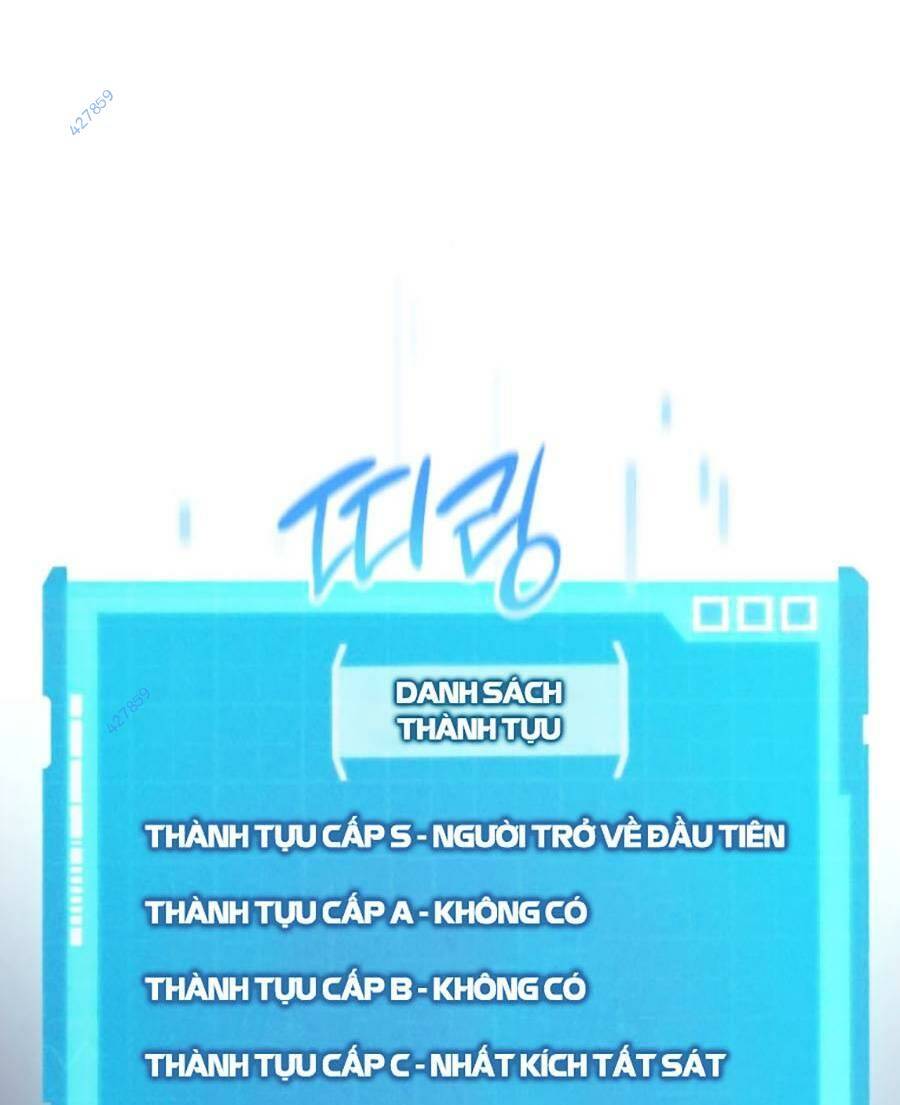 427859
띠링
DANH SÁCH
THÀNH TỰU
427859
THÀNH TỰU CẤP S - NGƯỜI TRỞ VỀ ĐẦU TIÊN
THÀNH TỰU CẤP A - KHÔNG CÓ
THÀNH TỰU CẤP B - KHÔNG CÓ
THÀNH TỰU CẤP C - NHẤT KÍCH TẤT SÁT